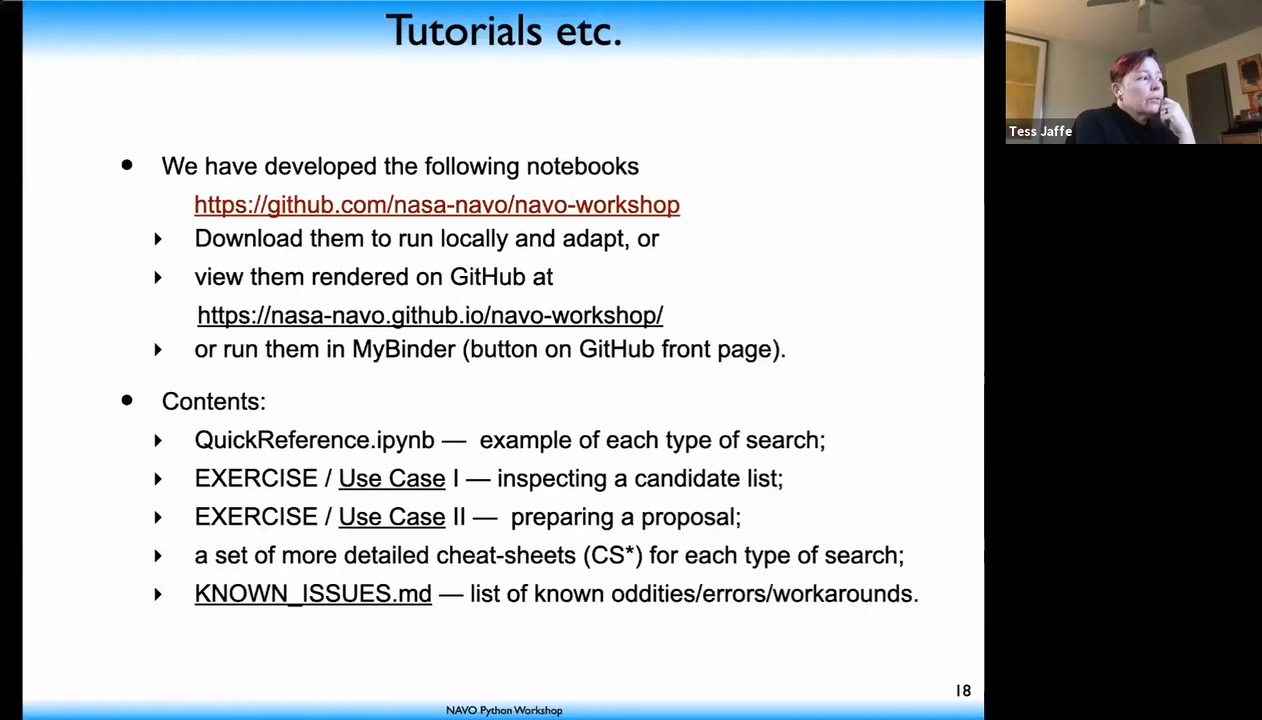 Tutorials etc.
Tess Jaffe
• We have developed the following notebooks
https://github.com/nasa-navo/navo-workshop
Download them to run locally and adapt, or
view them rendered on GitHub at
https://nasa-navo.github.io/navo-workshop/
or run them in MyBinder (button on GitHub front page).
• Contents:
QuickReference.ipynb — example of each type of search;
EXERCISE / Use Case I — inspecting a candidate list;
EXERCISE / Use Case II — preparing a proposal;
a set of more detailed cheat-sheets (CS*) for each type of search;
KNOWN_ISSUES.md — list of known oddities/errors/workarounds.
18
NAVO Python Workshop